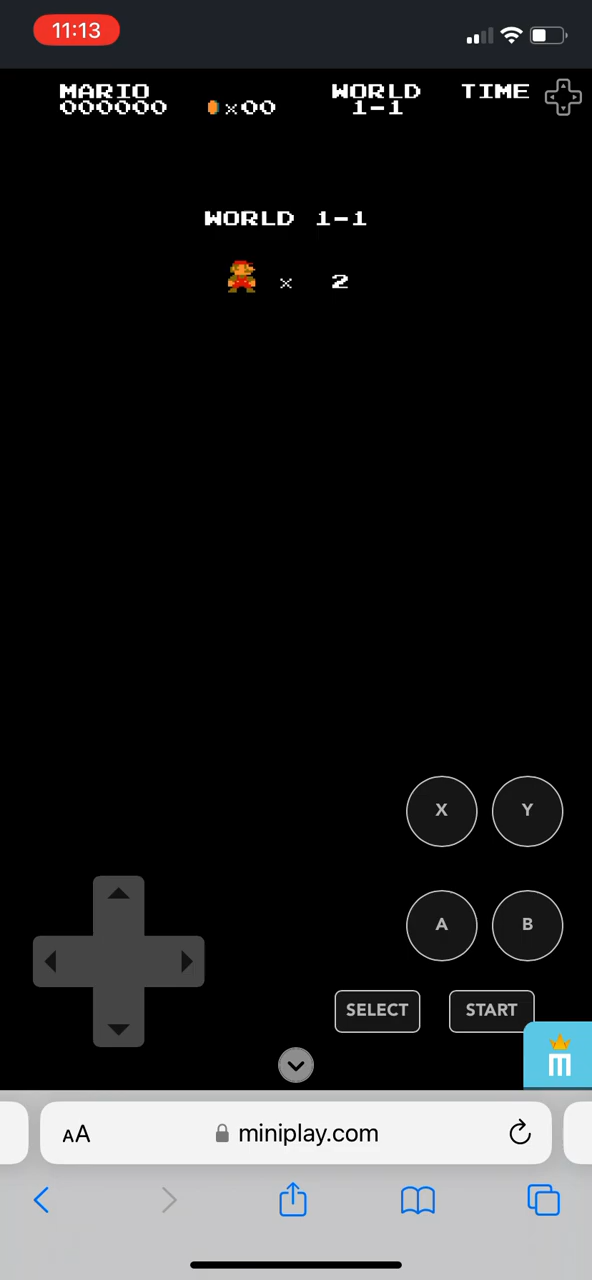 11:13
MARIO WORLD TIME
000000 x00 1-1
WORLD 1-1
x 2
X Y
A B
SELECT START
m
AA miniplay.com